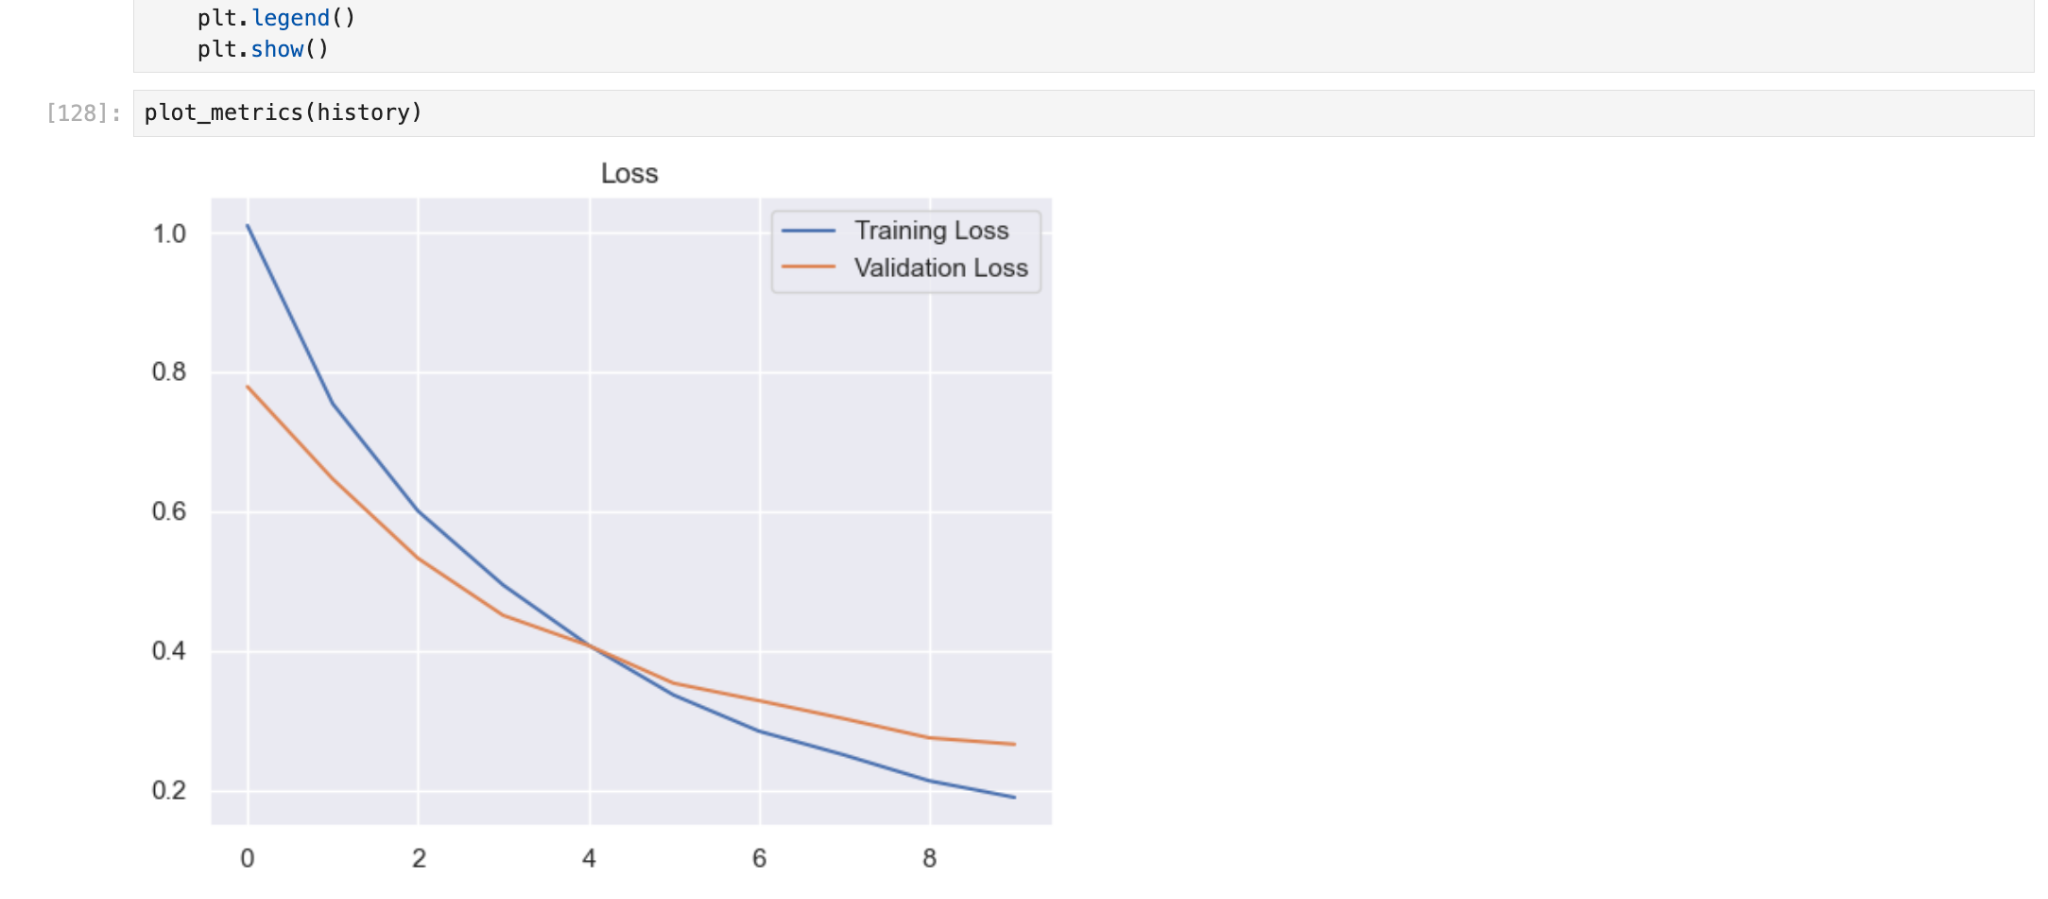 plt.legend()
plt.show()
[128]: plot_metrics(history)
Loss
1.0
0.8
0.6
0.4
0.2
Training Loss
Validation Loss
0 2 4 6 8